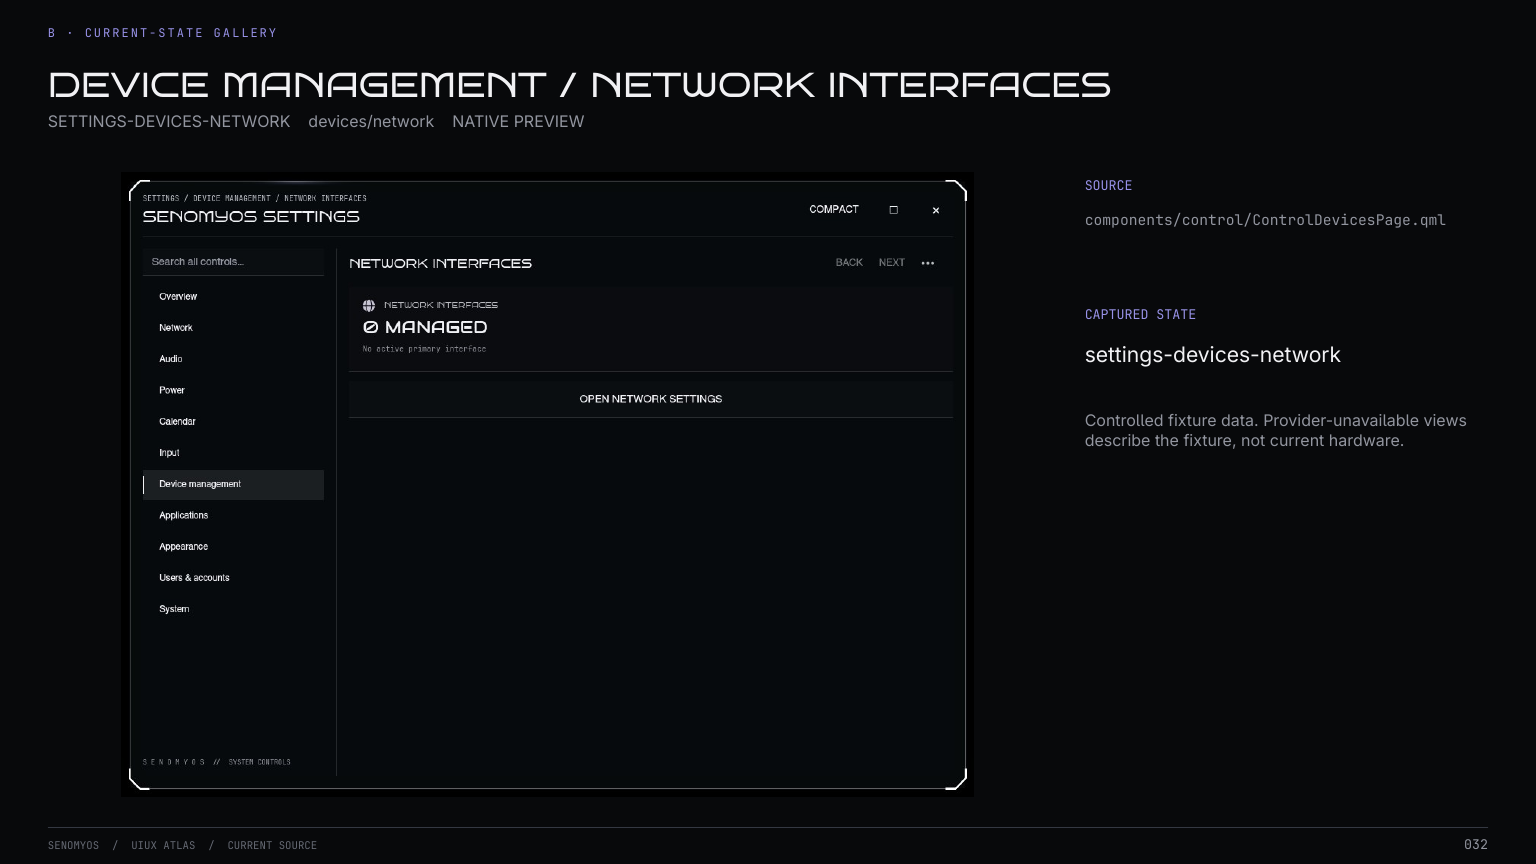 B · CURRENT-STATE GALLERY
DEVICE MANAGEMENT / NETWORK INTERFACES
SETTINGS-DEVICES-NETWORK devices/network NATIVE PREVIEW
SETTINGS / DEVICE MANAGEMENT / NETWORK INTERFACES
SENOMYOS SETTINGS
COMPACT
Search all controls...
Overview
Network
Audio
Power
Calendar
Input
Device management
Applications
Appearance
Users & accounts
System
SENOMYOS // SYSTEM CONTROLS
NETWORK INTERFACES
BACK NEXT
NETWORK INTERFACES
0 MANAGED
No active primary interface
OPEN NETWORK SETTINGS
SOURCE
components/control/ControlDevicesPage.qml
CAPTURED STATE
settings-devices-network
Controlled fixture data. Provider-unavailable views
describe the fixture, not current hardware.
SENOMYOS / UIUX ATLAS / CURRENT SOURCE
032